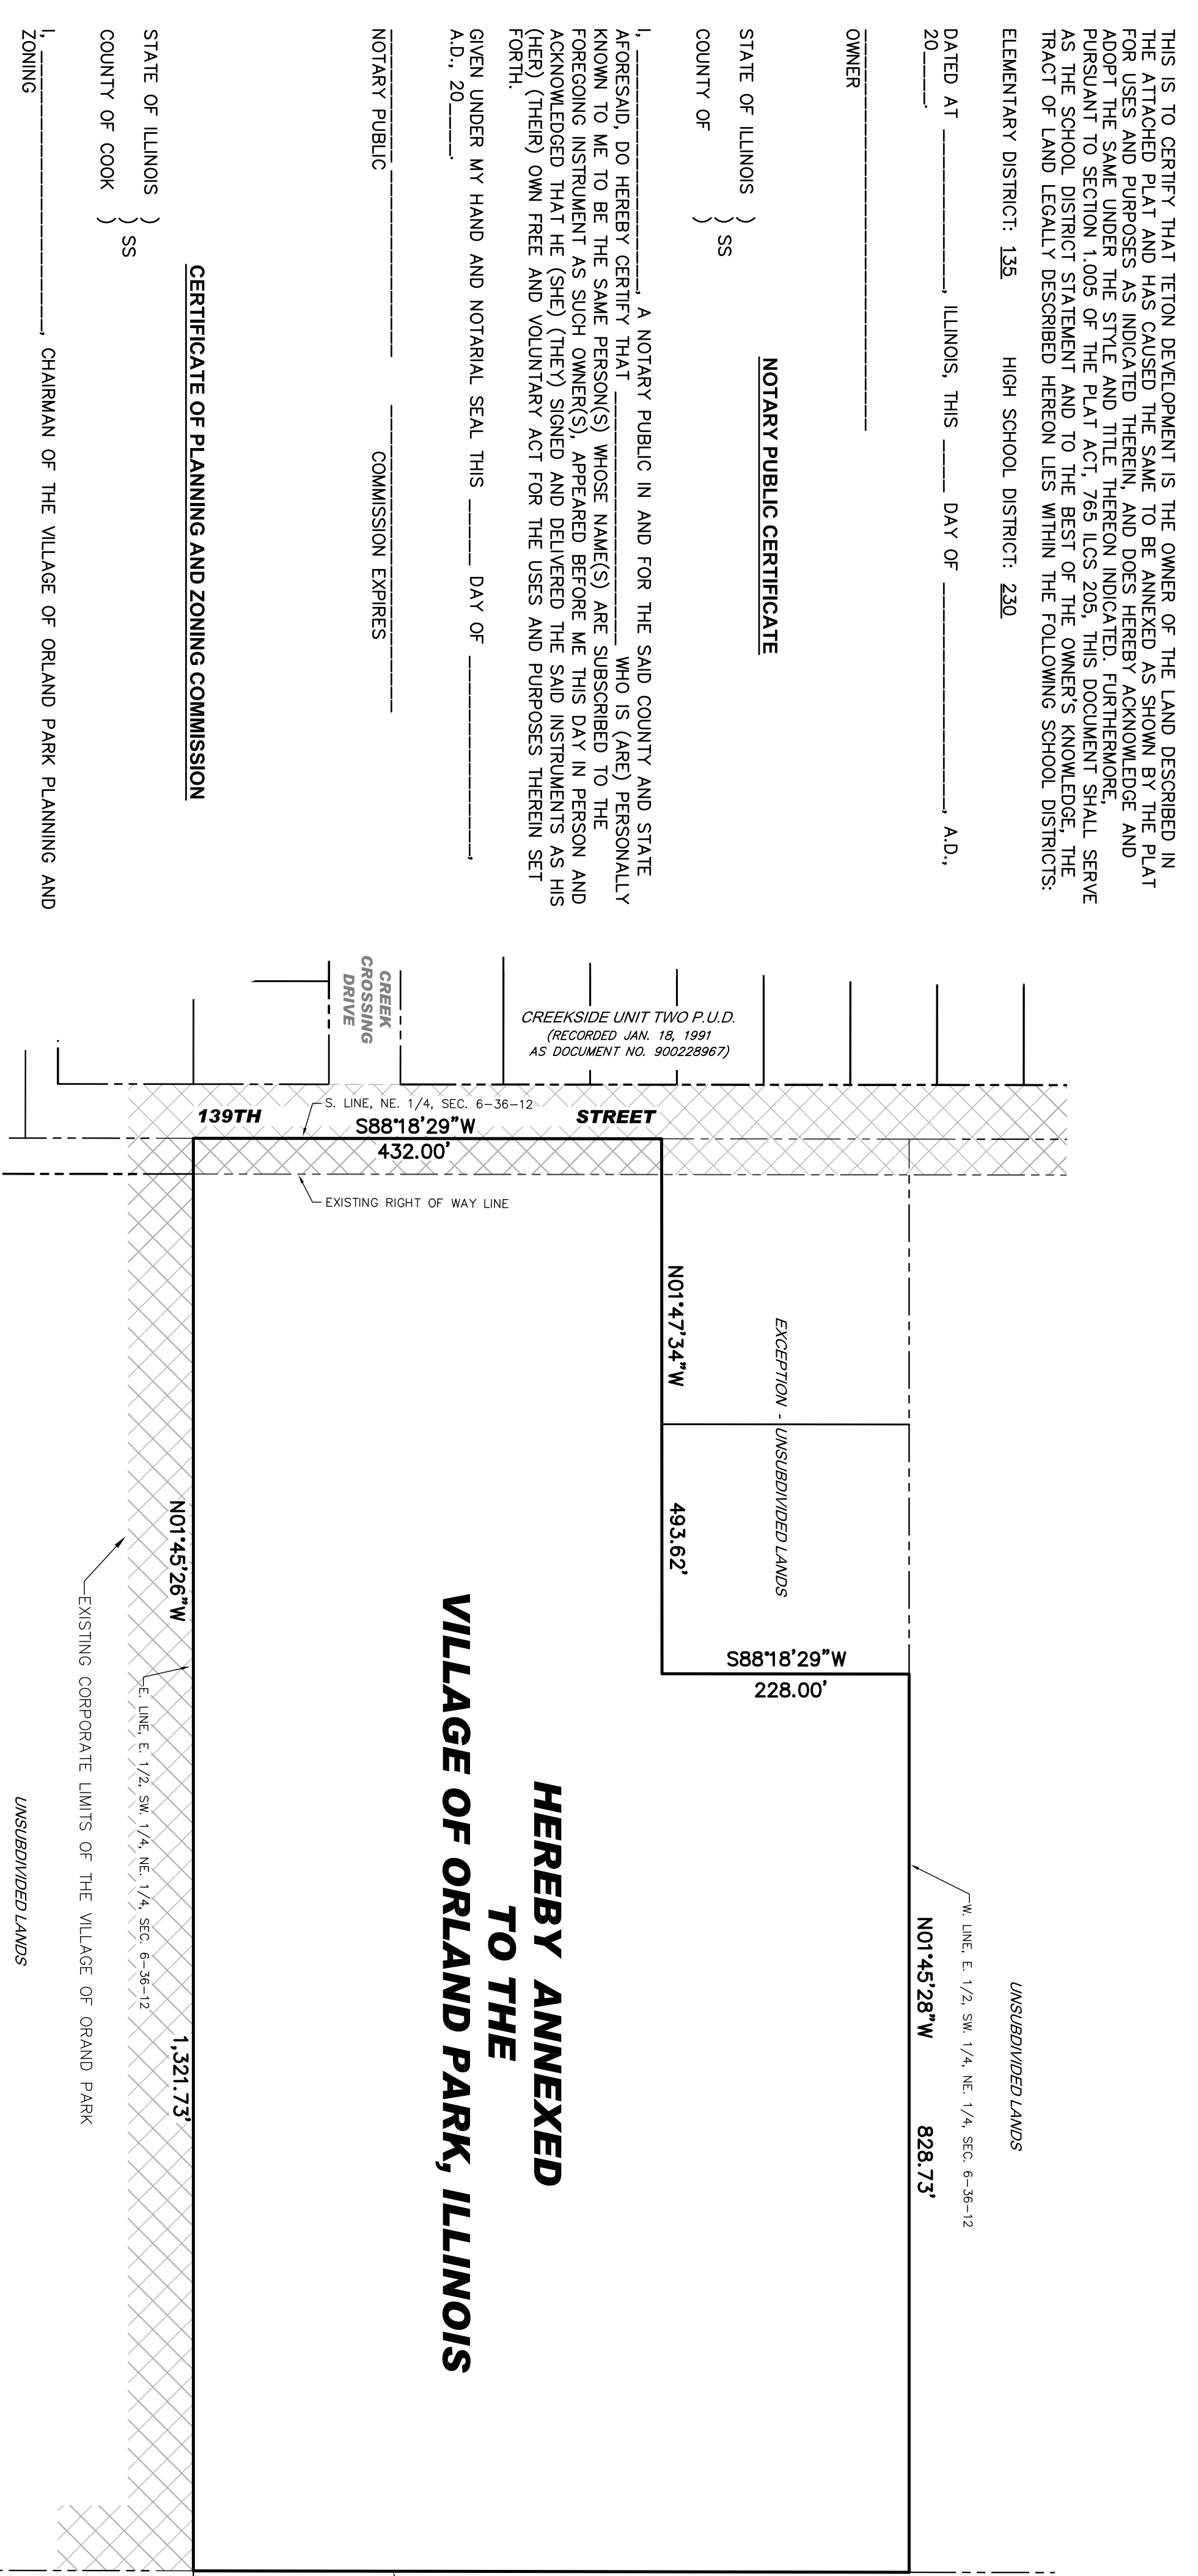 THIS IS TO CERTIFY THAT TETON DEVELOPMENT IS THE OWNER OF THE LAND DESCRIBED IN
THE ATTACHED PLAT AND HAS CAUSED THE SAME TO BE ANNEXED AS SHOWN BY THE PLAT
FOR USES AND PURPOSES AS INDICATED THEREIN, AND DOES HEREBY ACKNOWLEDGE AND
ADOPT THE SAME UNDER THE STYLE AND TITLE THEREON INDICATED. FURTHERMORE,
PURSUANT TO SECTION 1.005 OF THE PLAT ACT, 765 ILCS 205, THIS DOCUMENT SHALL SERVE
AS THE SCHOOL DISTRICT STATEMENT AND TO THE BEST OF THE OWNER'S KNOWLEDGE, THE
TRACT OF LAND LEGALLY DESCRIBED HEREON LIES WITHIN THE FOLLOWING SCHOOL DISTRICTS:
ELEMENTARY DISTRICT: 135 HIGH SCHOOL DISTRICT: 230
DATED AT ______________, ILLINOIS, THIS ____ DAY OF ____________________, A.D.,
20____.
____________________________________
OWNER
NOTARY PUBLIC CERTIFICATE
STATE OF ILLINOIS )
) SS
COUNTY OF )
I, ____________________, A NOTARY PUBLIC IN AND FOR THE SAID COUNTY AND STATE
AFORESAID, DO HEREBY CERTIFY THAT ______________________ WHO IS (ARE) PERSONALLY
KNOWN TO ME TO BE THE SAME PERSON(S) WHOSE NAME(S) ARE SUBSCRIBED TO THE
FOREGOING INSTRUMENT AS SUCH OWNER(S), APPEARED BEFORE ME THIS DAY IN PERSON AND
ACKNOWLEDGED THAT HE (SHE) (THEY) SIGNED AND DELIVERED THE SAID INSTRUMENTS AS HIS
(HER) (THEIR) OWN FREE AND VOLUNTARY ACT FOR THE USES AND PURPOSES THEREIN SET
FORTH.
GIVEN UNDER MY HAND AND NOTARIAL SEAL THIS _____ DAY OF _________________,
A.D., 20____.
______________________________ ____________________________
NOTARY PUBLIC COMMISSION EXPIRES
CERTIFICATE OF PLANNING AND ZONING COMMISSION
STATE OF ILLINOIS )
) SS
COUNTY OF COOK )
I, _________________________, CHAIRMAN OF THE VILLAGE OF ORLAND PARK PLANNING AND
ZONING
CREEK
CROSSING
DRIVE
CREEKSIDE UNIT TWO P.U.D.
(RECORDED JAN. 18, 1991
AS DOCUMENT NO. 900228967)
S. LINE, NE. 1/4, SEC. 6-36-12
139TH STREET
S88°18'29"W
432.00'
EXISTING RIGHT OF WAY LINE
N01°47'34"W 493.62'
EXCEPTION - UNSUBDIVIDED LANDS
S88°18'29"W
228.00'
UNSUBDIVIDED LANDS
W. LINE, E. 1/2, SW. 1/4, NE. 1/4, SEC. 6-36-12
N01°45'28"W 828.73'
HEREBY ANNEXED
TO THE
VILLAGE OF ORLAND PARK, ILLINOIS
N01°45'26"W 1,321.73'
E. LINE, E. 1/2, SW. 1/4, NE. 1/4, SEC. 6-36-12
EXISTING CORPORATE LIMITS OF THE VILLAGE OF ORAND PARK
UNSUBDIVIDED LANDS